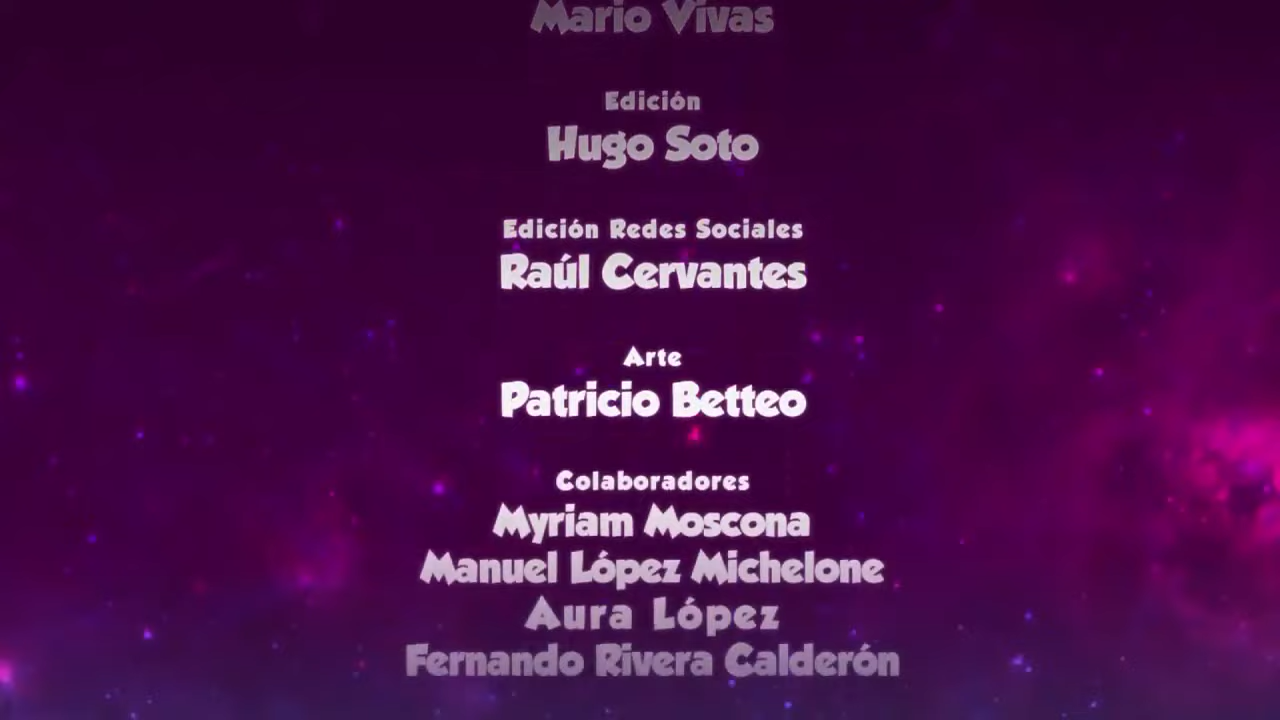 Mario Vivas
Edición
Hugo Soto
Edición Redes Sociales
Raúl Cervantes
Arte
Patricio Betteo
Colaboradores
Myriam Moscona
Manuel López Michelone
Aura López
Fernando Rivera Calderón